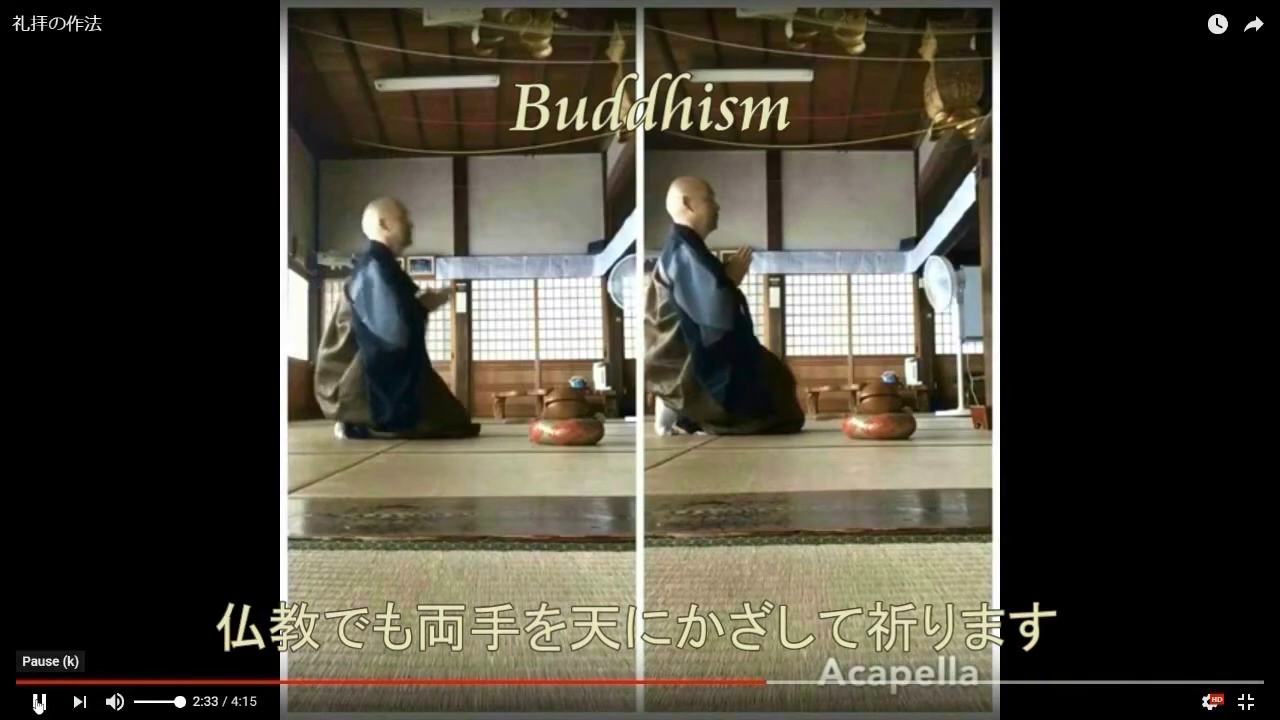 礼拝の作法
Buddhism
仏教でも両手を天にかざして祈ります
Acapella
Pause (k)
2:33 / 4:15
HD